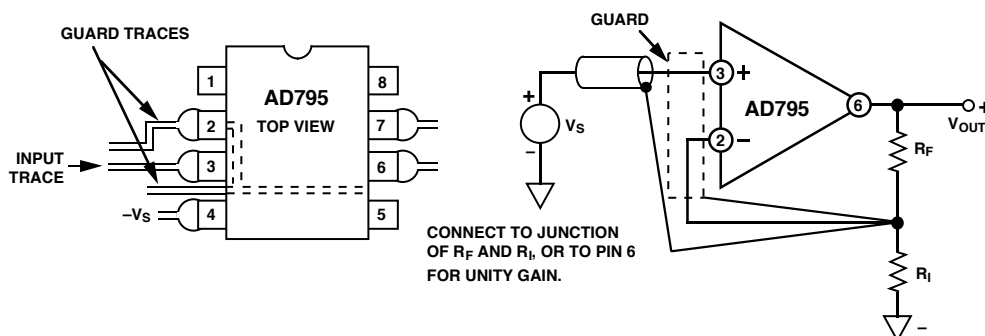 GUARD TRACES
INPUT
TRACE
–VS
1
2
3
4
AD795
TOP VIEW
8
7
6
5
GUARD
+
VS
–
3
+
2
–
AD795
6
+
VOUT
RF
RI
–
CONNECT TO JUNCTION
OF RF AND RI, OR TO PIN 6
FOR UNITY GAIN.